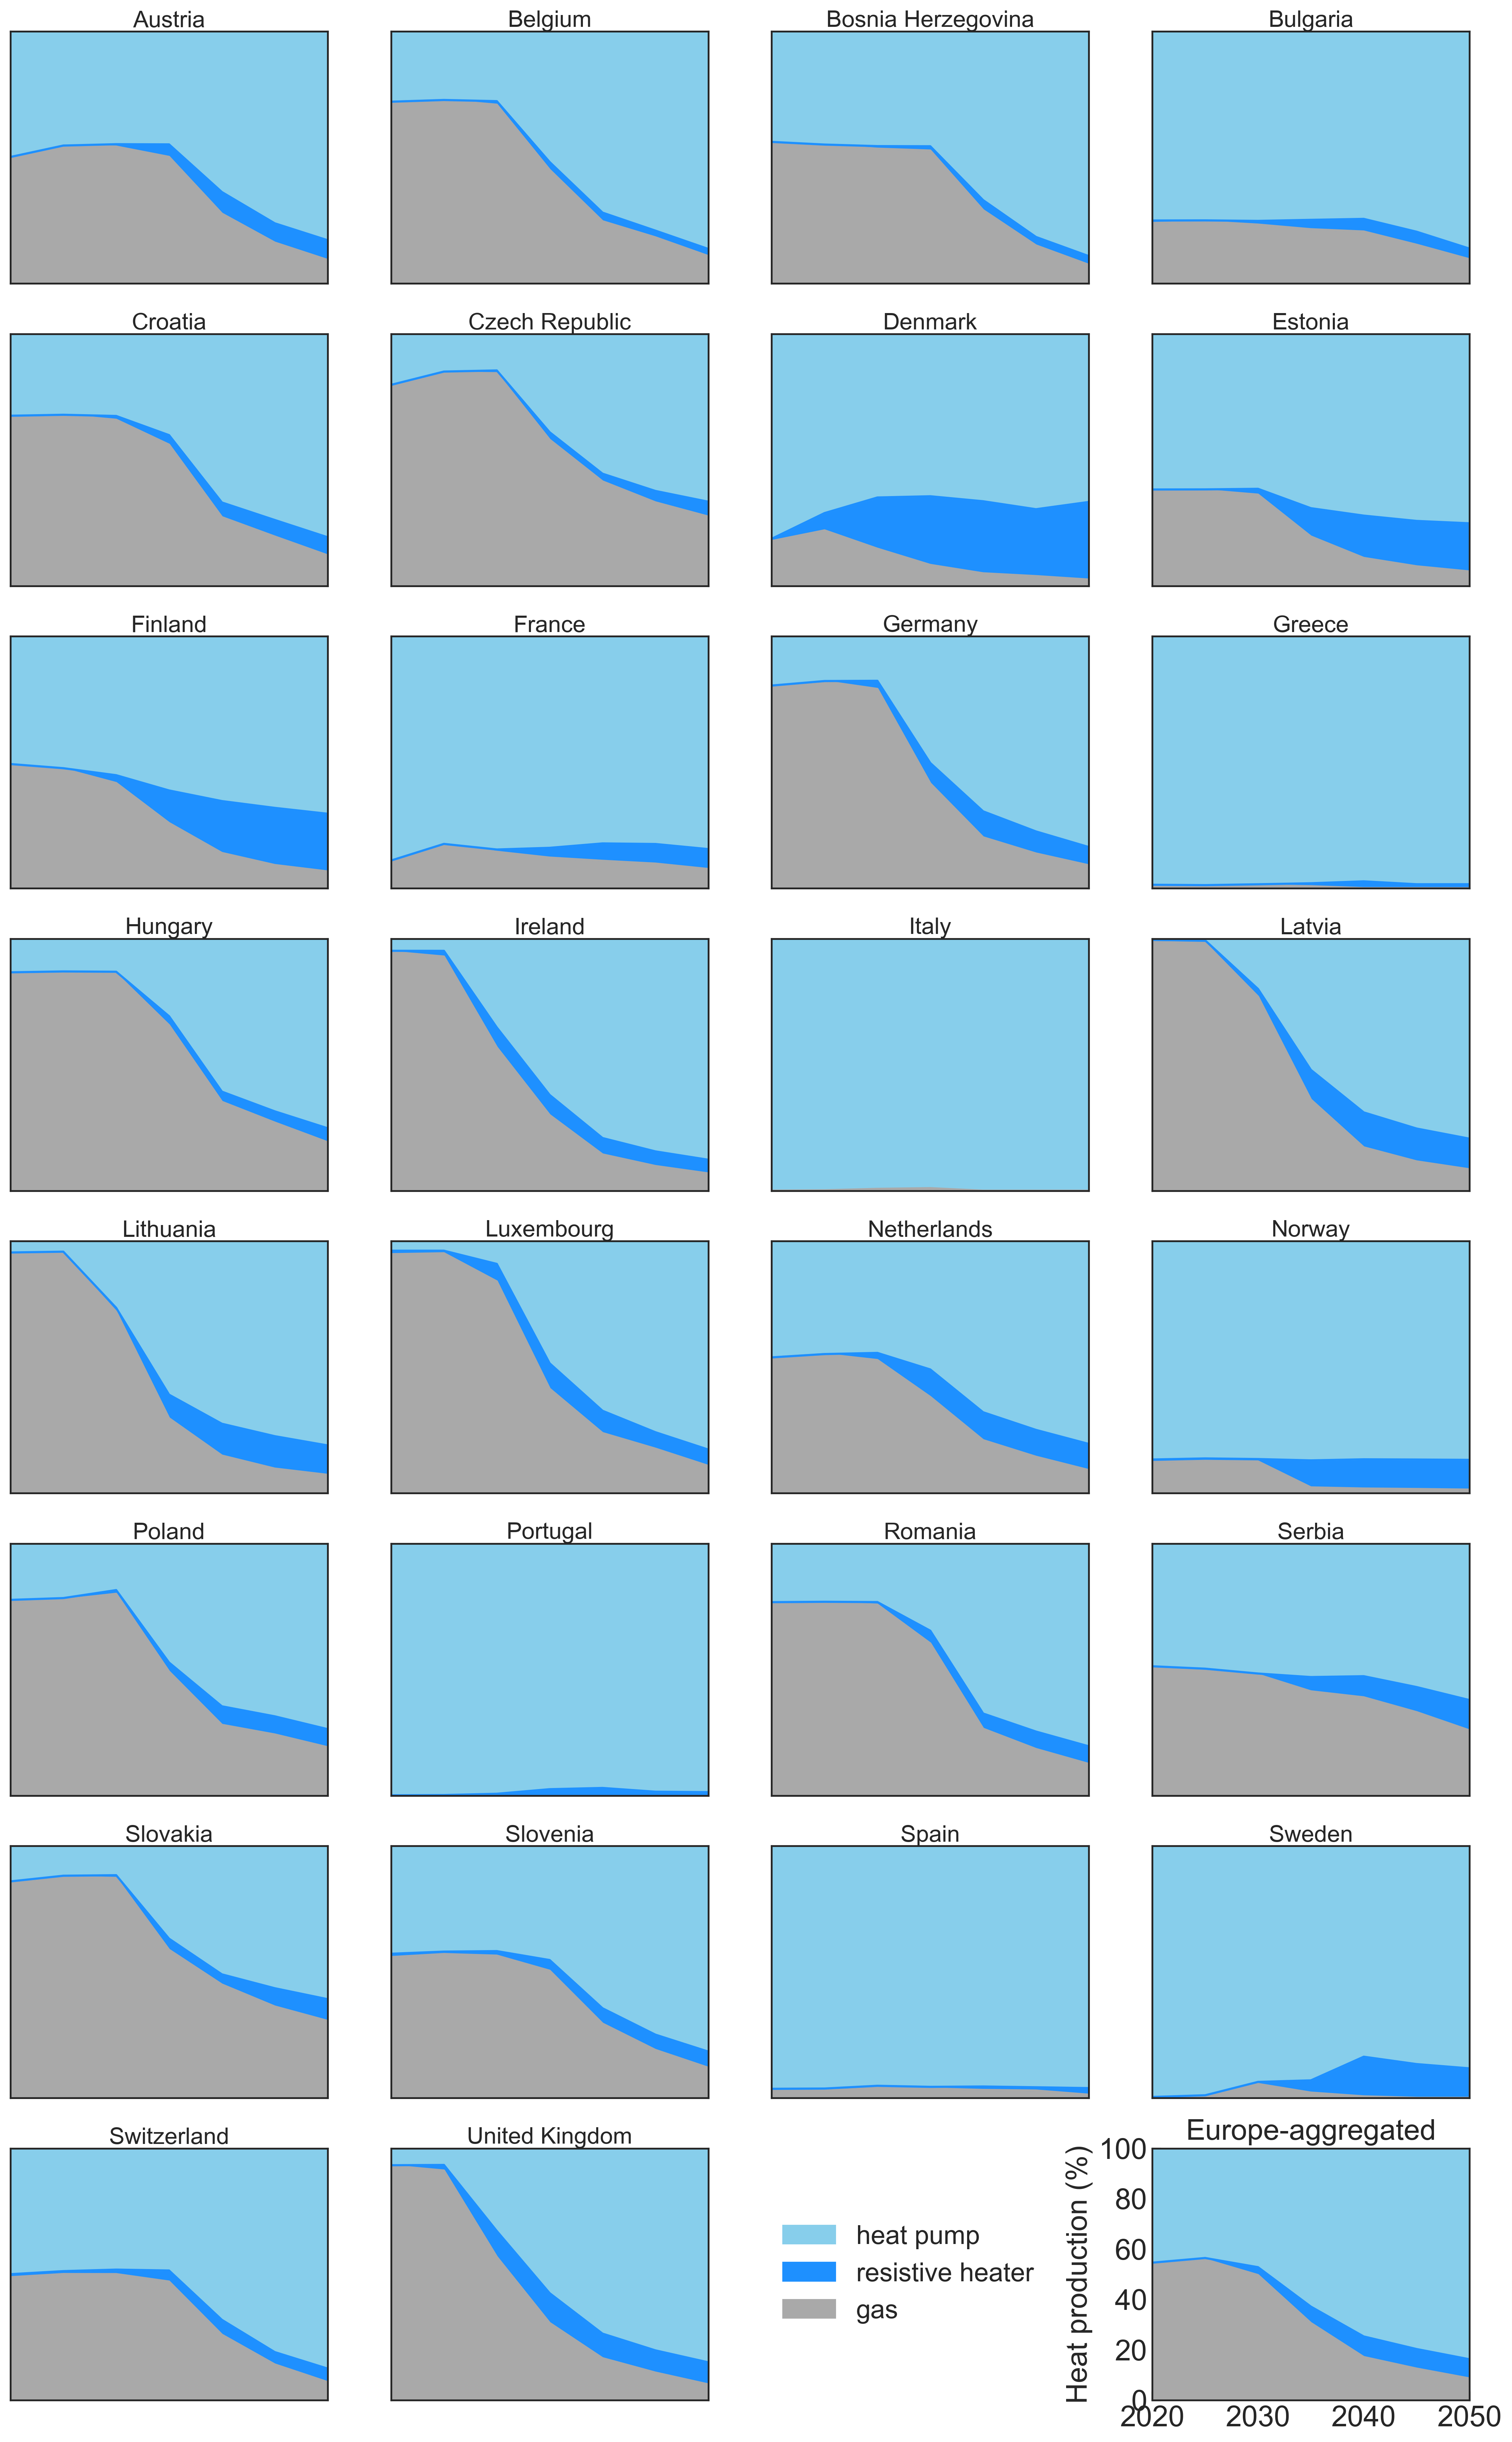 Austria
Belgium
Bosnia Herzegovina
Bulgaria
Croatia
Czech Republic
Denmark
Estonia
Finland
France
Germany
Greece
Hungary
Ireland
Italy
Latvia
Lithuania
Luxembourg
Netherlands
Norway
Poland
Portugal
Romania
Serbia
Slovakia
Slovenia
Spain
Sweden
Switzerland
United Kingdom
heat pump
resistive heater
gas
Europe-aggregated
Heat production (%)
100
80
60
40
20
0
2020 2030 2040 2050